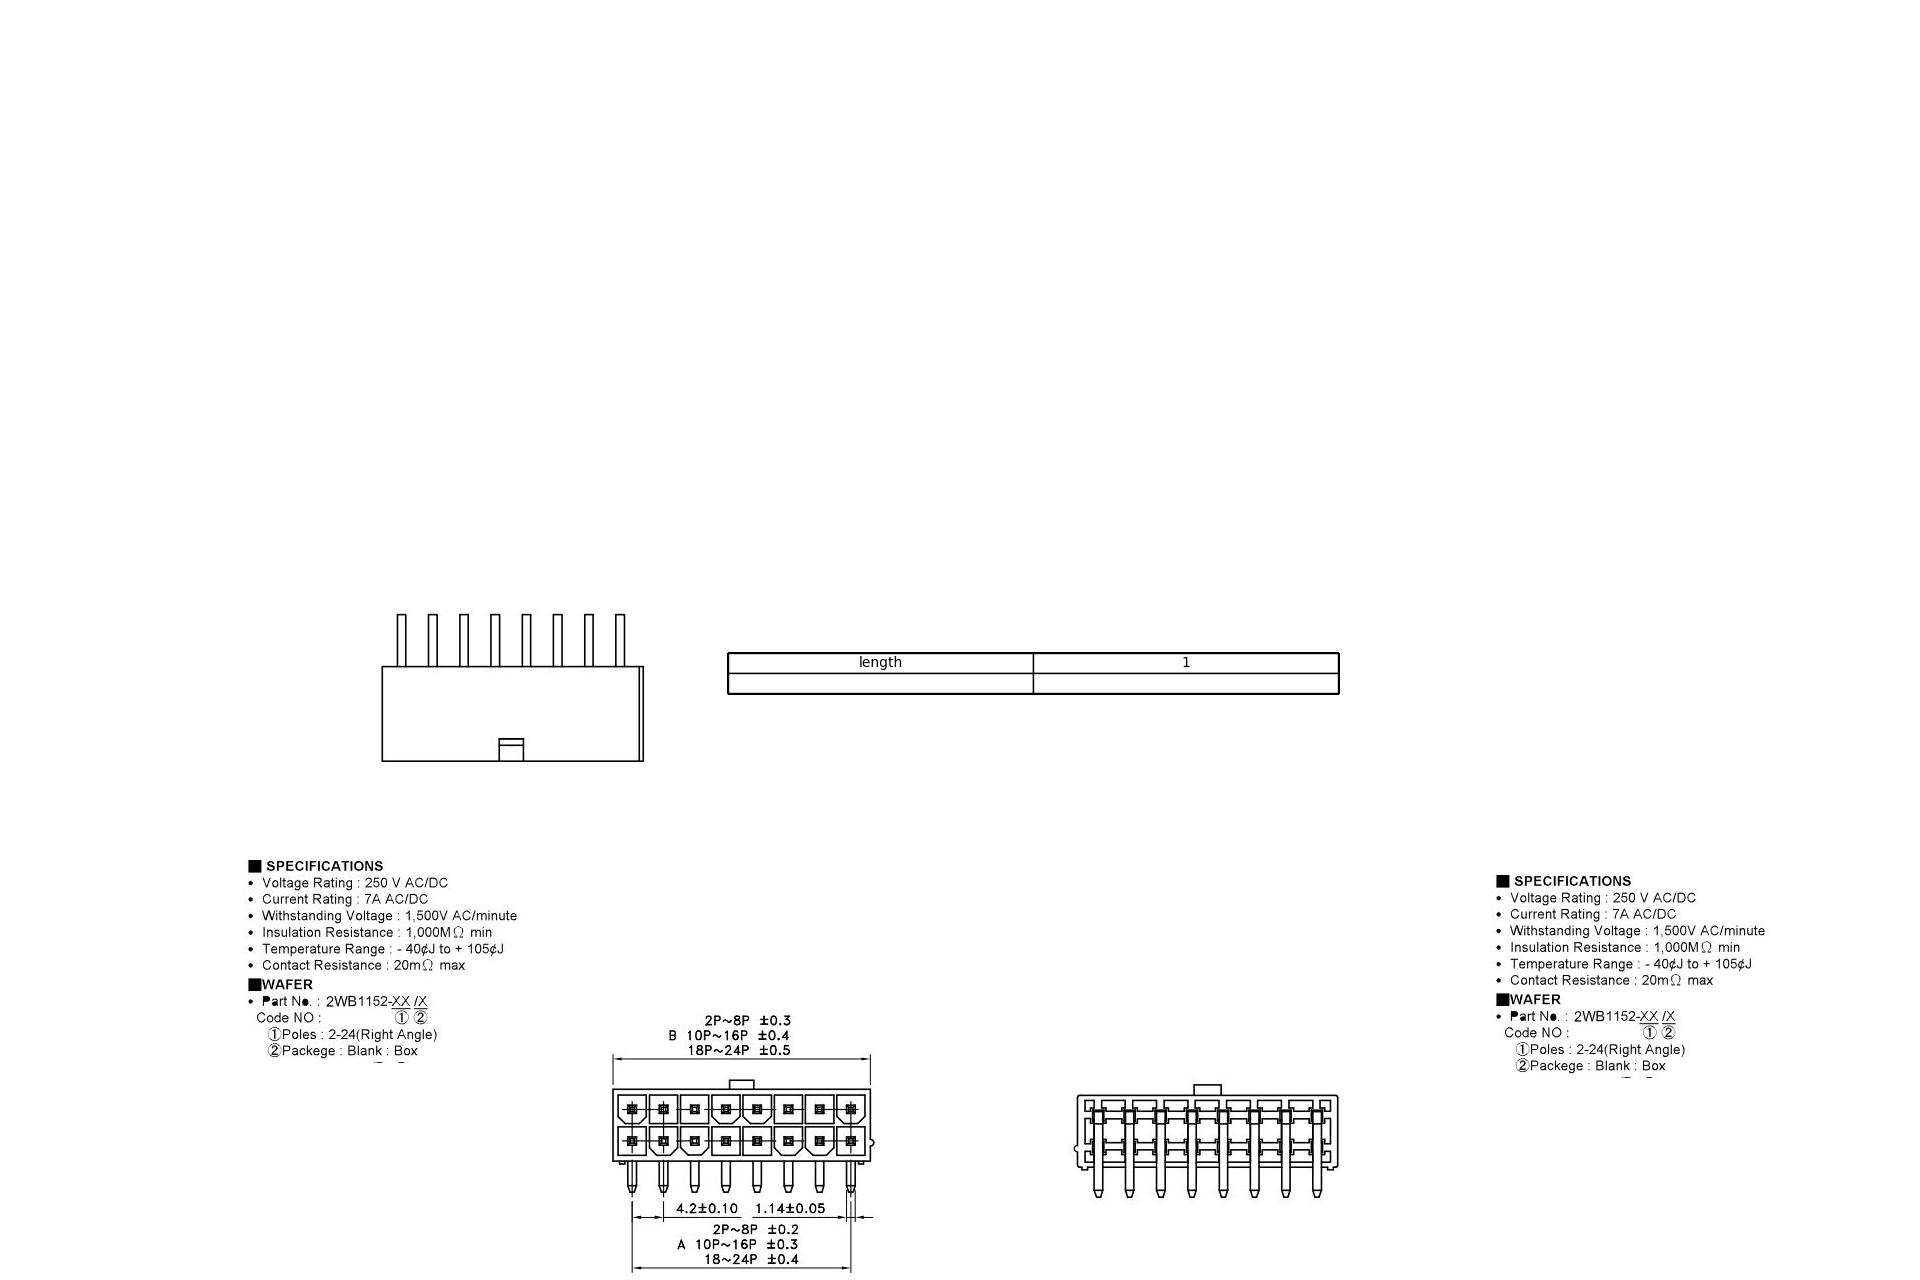 length 1
■ SPECIFICATIONS
• Voltage Rating : 250 V AC/DC
• Current Rating : 7A AC/DC
• Withstanding Voltage : 1,500V AC/minute
• Insulation Resistance : 1,000MΩ min
• Temperature Range : - 40¢J to + 105¢J
• Contact Resistance : 20mΩ max
■WAFER
• Part No. : 2WB1152-XX /X
Code NO : ① ②
①Poles : 2-24(Right Angle)
②Packege : Blank : Box
2P~8P ±0.3
B 10P~16P ±0.4
18P~24P ±0.5
4.2±0.10 1.14±0.05
2P~8P ±0.2
A 10P~16P ±0.3
18~24P ±0.4
■ SPECIFICATIONS
• Voltage Rating : 250 V AC/DC
• Current Rating : 7A AC/DC
• Withstanding Voltage : 1,500V AC/minute
• Insulation Resistance : 1,000MΩ min
• Temperature Range : - 40¢J to + 105¢J
• Contact Resistance : 20mΩ max
■WAFER
• Part No. : 2WB1152-XX /X
Code NO : ① ②
①Poles : 2-24(Right Angle)
②Packege : Blank : Box